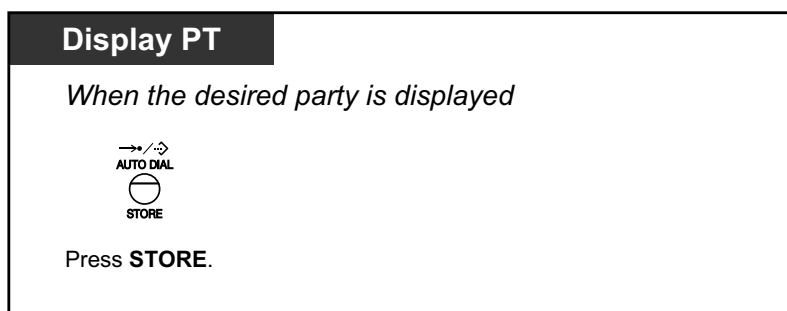 Display PT
When the desired party is displayed
AUTO DIAL
STORE
Press STORE.